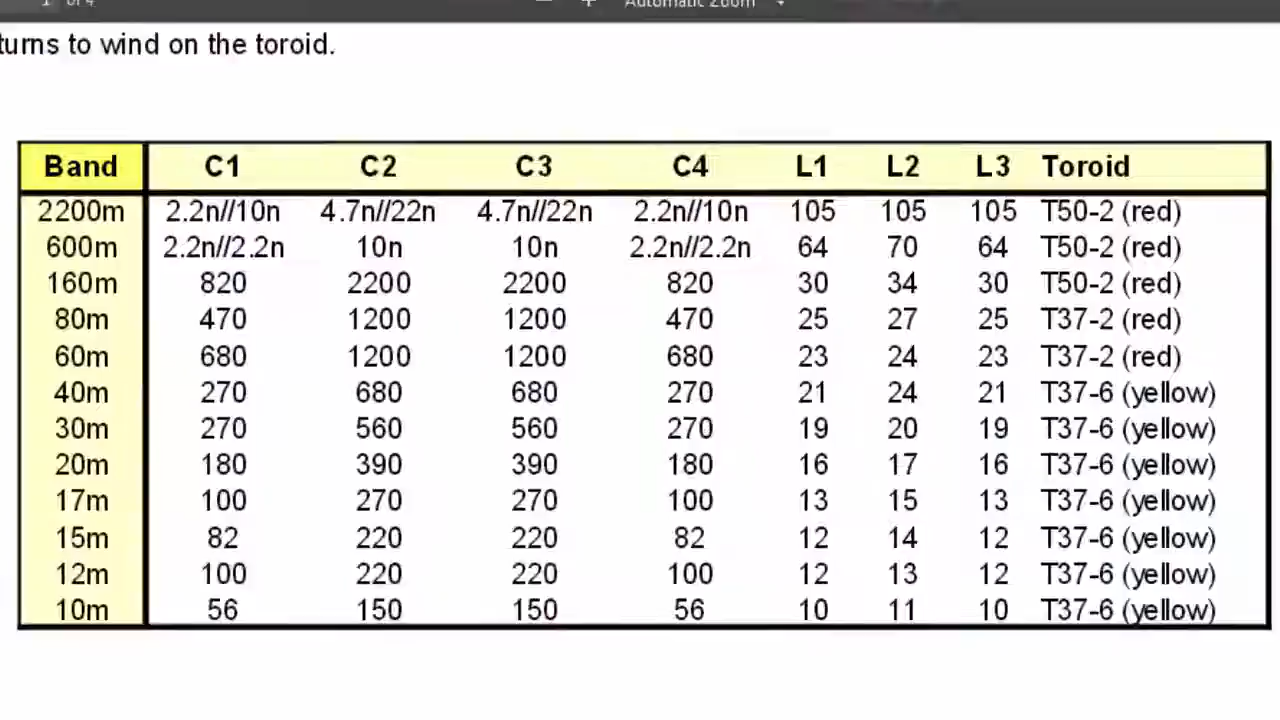 1 of 4 Automatic Zoom
turns to wind on the toroid.
Band C1 C2 C3 C4 L1 L2 L3 Toroid
2200m 2.2n//10n 4.7n//22n 4.7n//22n 2.2n//10n 105 105 105 T50-2 (red)
600m 2.2n//2.2n 10n 10n 2.2n//2.2n 64 70 64 T50-2 (red)
160m 820 2200 2200 820 30 34 30 T50-2 (red)
80m 470 1200 1200 470 25 27 25 T37-2 (red)
60m 680 1200 1200 680 23 24 23 T37-2 (red)
40m 270 680 680 270 21 24 21 T37-6 (yellow)
30m 270 560 560 270 19 20 19 T37-6 (yellow)
20m 180 390 390 180 16 17 16 T37-6 (yellow)
17m 100 270 270 100 13 15 13 T37-6 (yellow)
15m 82 220 220 82 12 14 12 T37-6 (yellow)
12m 100 220 220 100 12 13 12 T37-6 (yellow)
10m 56 150 150 56 10 11 10 T37-6 (yellow)